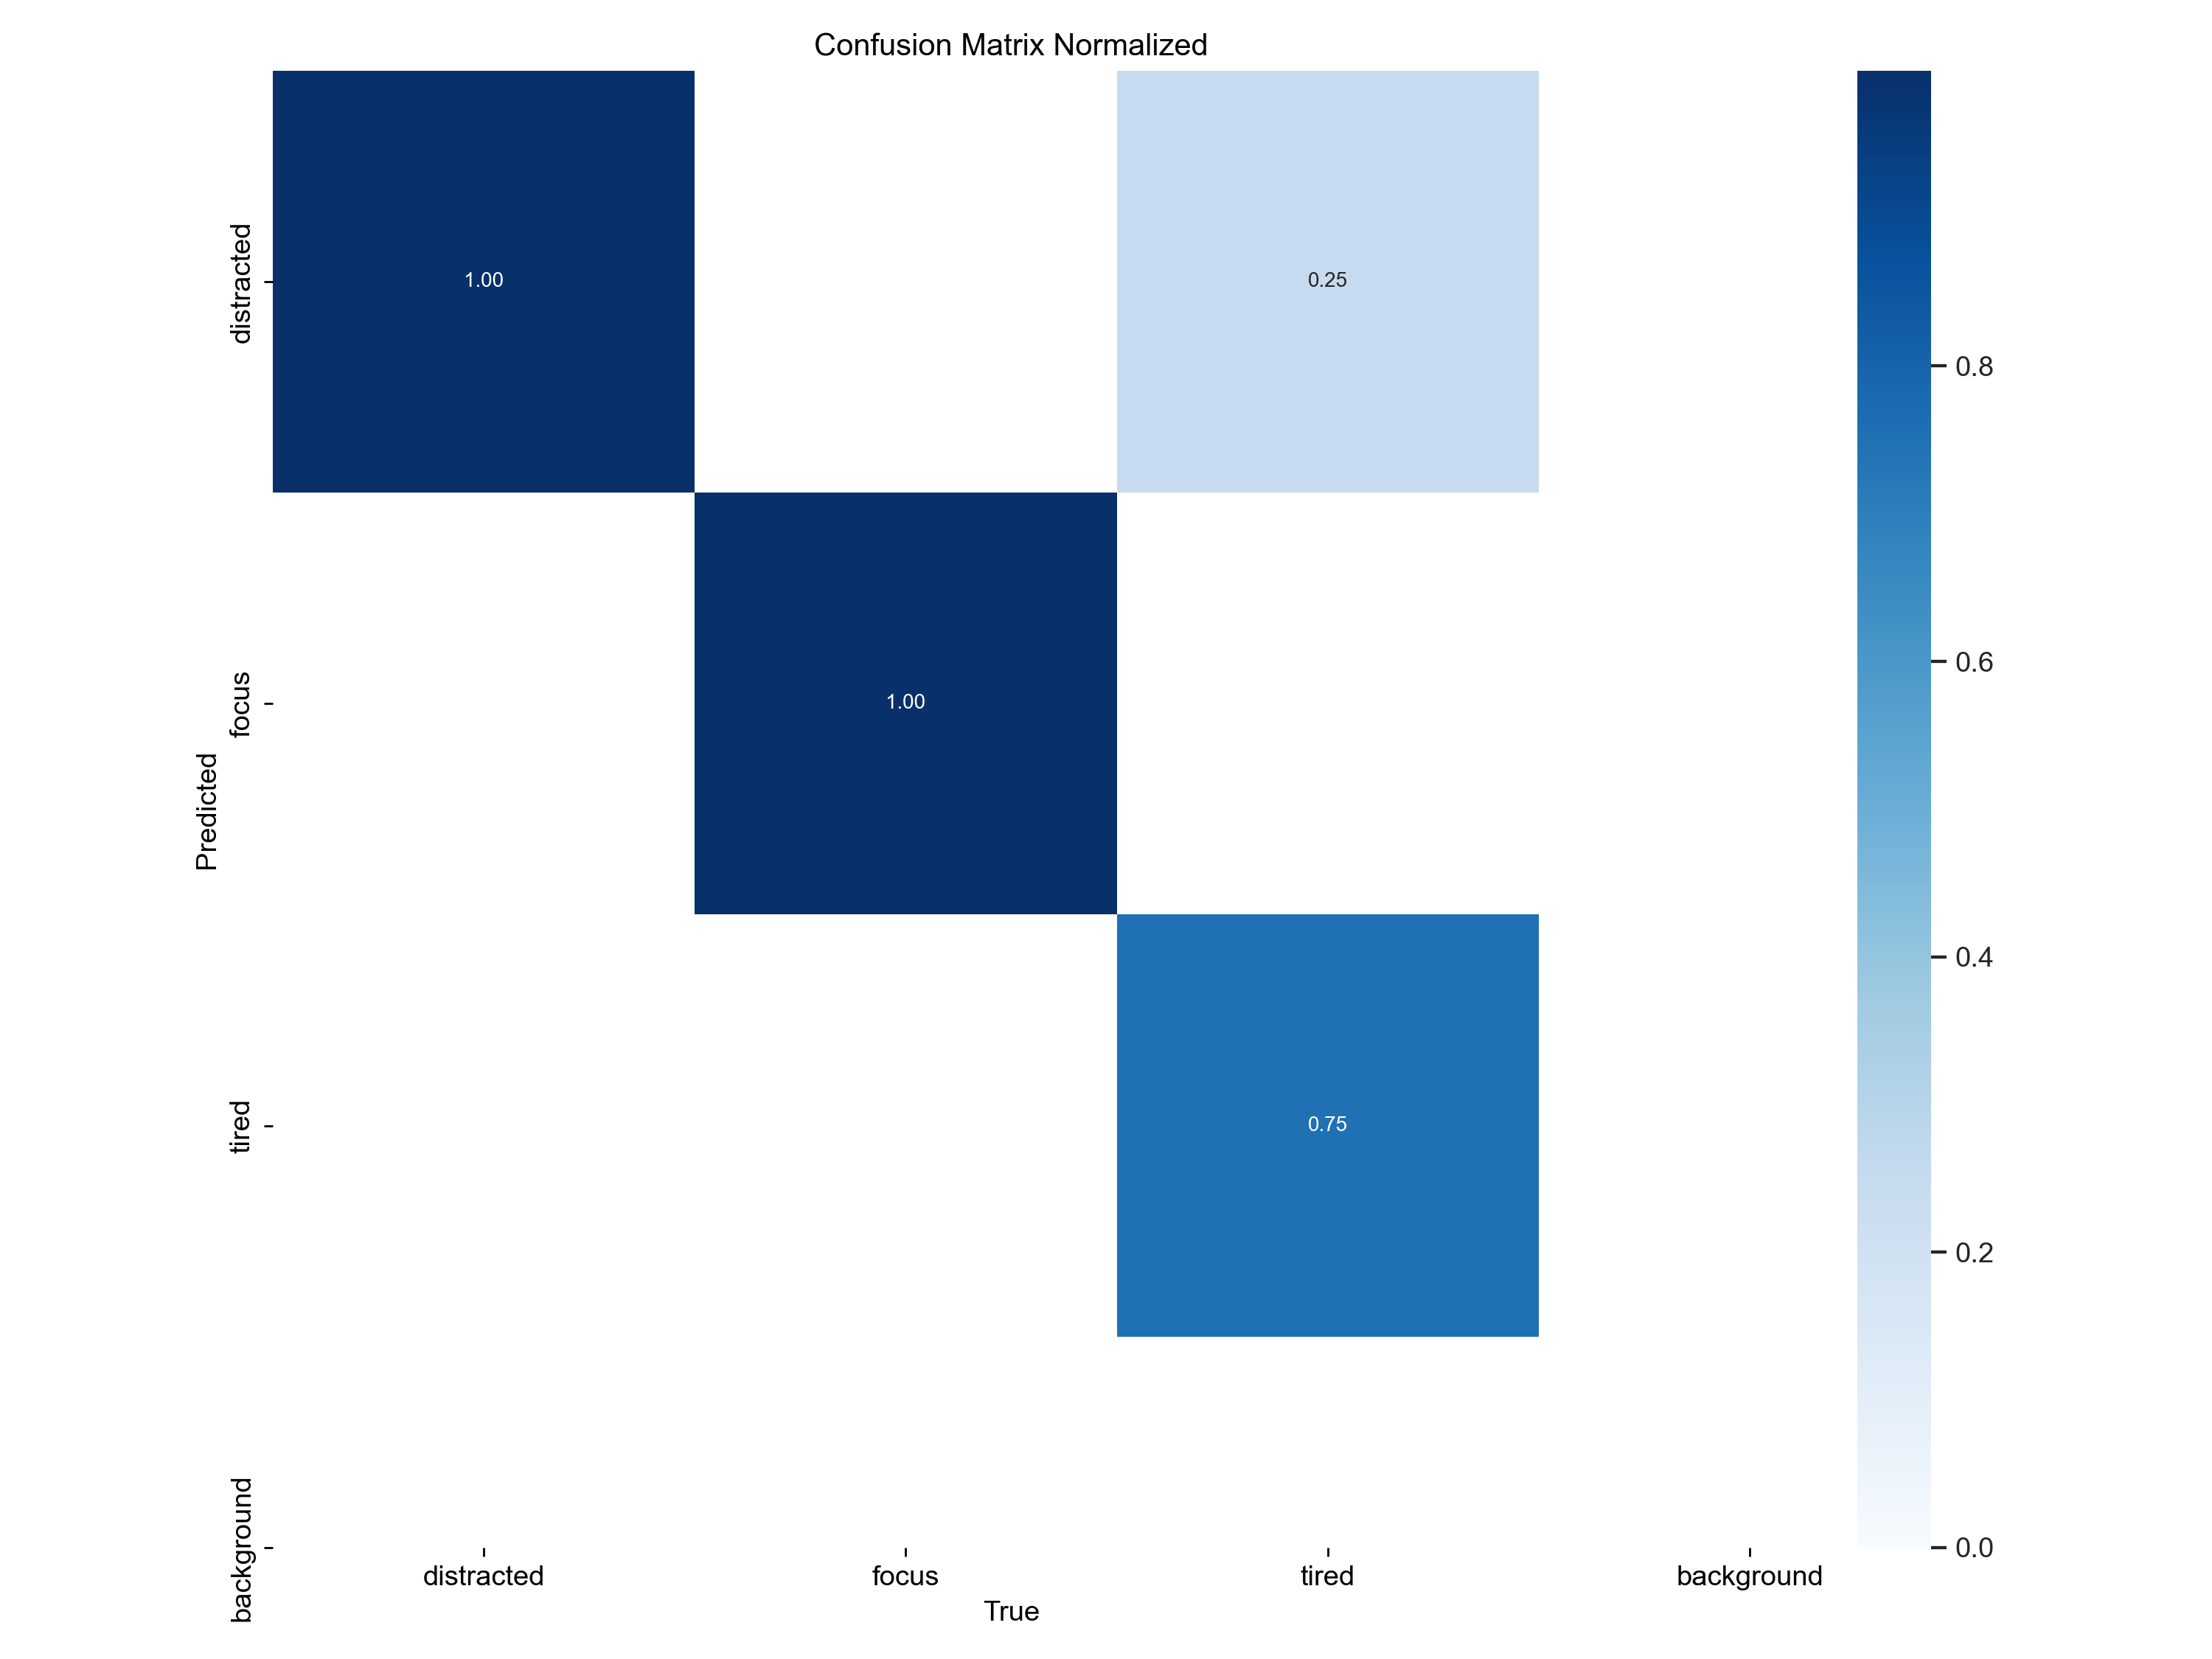 Confusion Matrix Normalized
distracted
1.00
0.25
0.8
focus
1.00
0.6
Predicted
0.4
tired
0.75
0.2
background
0.0
distracted
focus
tired
background
True